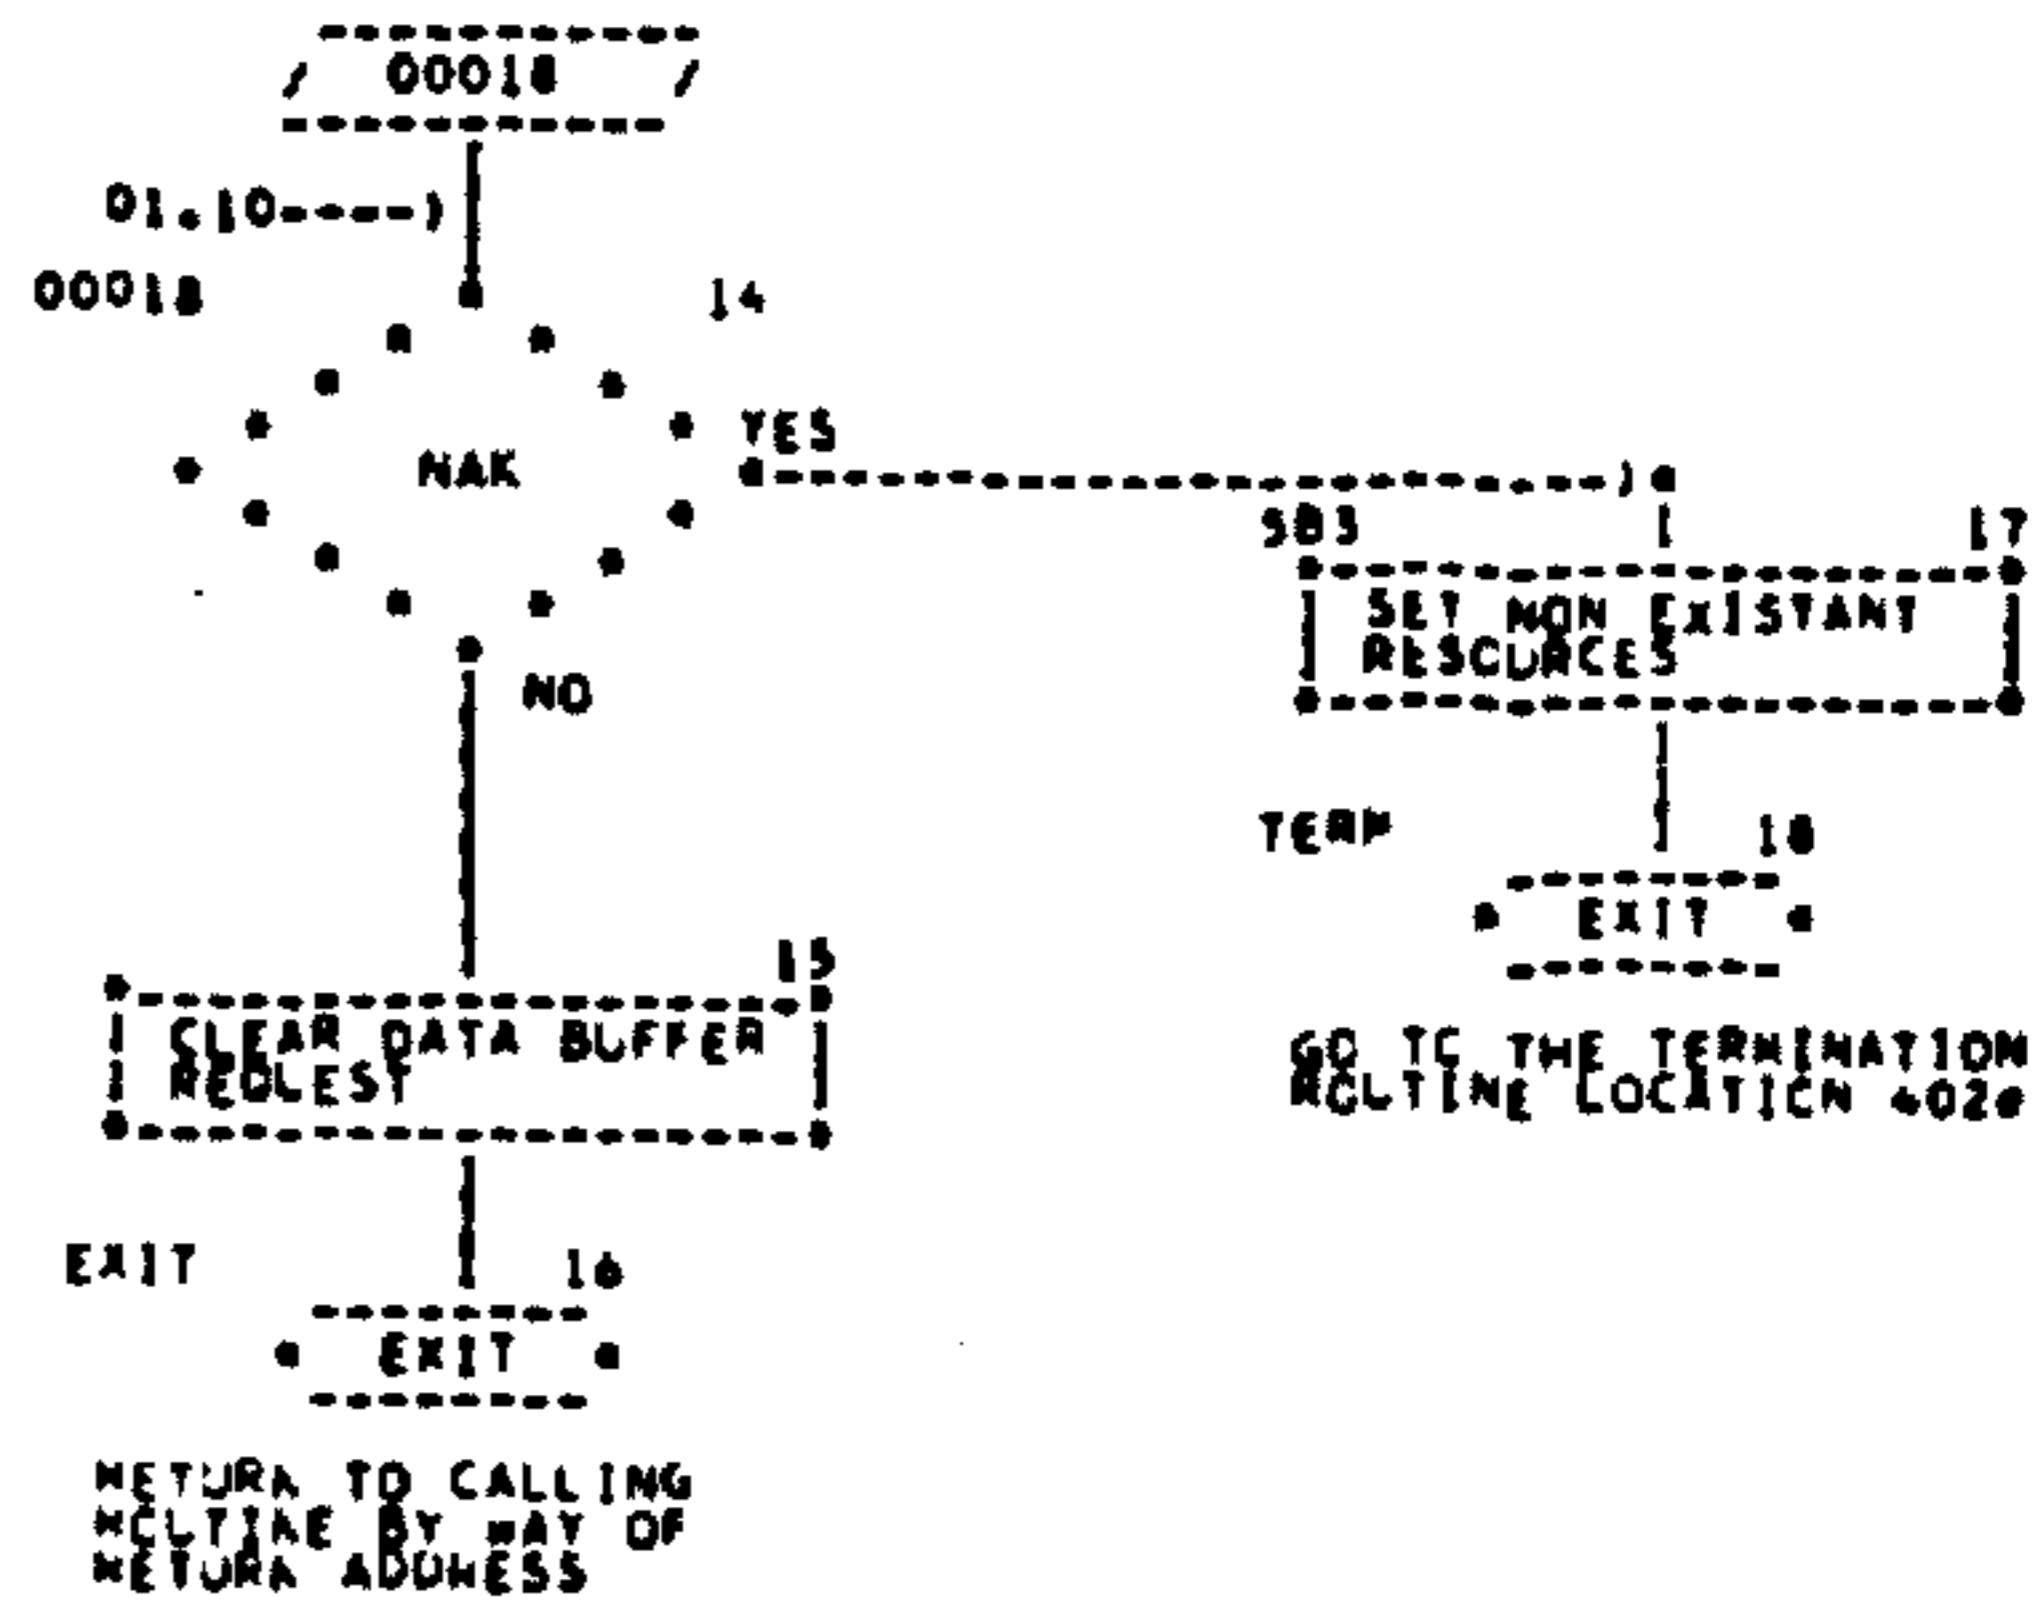 / 00018 /
01.10----)
00018
14
NAK
YES
NO
SB3
17
SET NON EXISTANT
RESOURCES
TERM
18
EXIT
GO TO THE TERMINATION
ROUTINE LOCATION
15
CLEAR DATA BUFFER
REQUEST
EXIT
16
EXIT
RETURN TO CALLING
ROUTINE BY WAY OF
RETURN ADDRESS